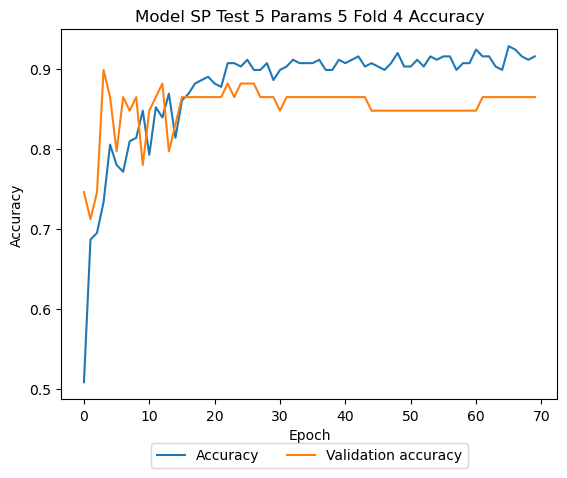 Model SP Test 5 Params 5 Fold 4 Accuracy
Accuracy
0.9
0.8
0.7
0.6
0.5
0 10 20 30 40 50 60 70
Epoch
Accuracy Validation accuracy